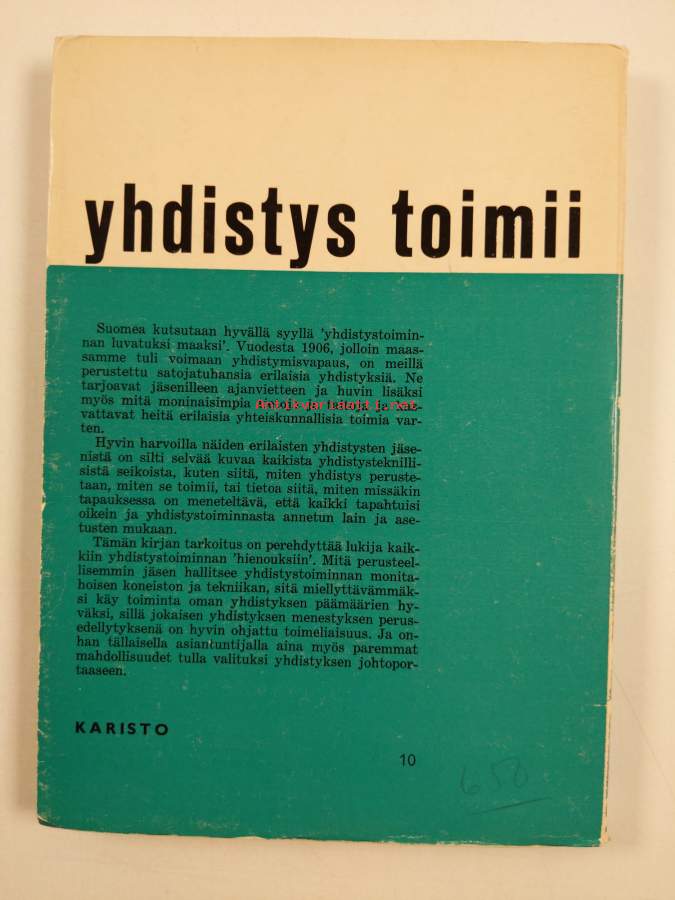 yhdistys toimii
Suomea kutsutaan hyvällä syyllä 'yhdistystoimin-
nan luvatuksi maaksi'. Vuodesta 1906, jolloin maas-
samme tuli voimaan yhdistymisvapaus, on meillä
perustettu satojatuhansia erilaisia yhdistyksiä. Ne
tarjoavat jäsenilleen ajanvietteen ja huvin lisäksi
myös mitä moninaisimpia
Antikvariaatti.com
vattavat heitä erilaisia yhteiskunnallisia toimia var-
ten.
Hyvin harvoilla näiden erilaisten yhdistysten jäse-
nistä on silti selvää kuvaa kaikista yhdistysteknilli-
sistä seikoista, kuten siitä, miten yhdistys peruste-
taan, miten se toimii, tai tietoa siitä, miten missäkin
tapauksessa on meneteltävä, että kaikki tapahtuisi
oikein ja yhdistystoiminnasta annetun lain ja ase-
tusten mukaan.
Tämän kirjan tarkoitus on perehdyttää lukija kaik-
kiin yhdistystoiminnan 'hienouksiin'. Mitä perusteel-
lisemmin jäsen hallitsee yhdistystoiminnan monita-
hoisen koneiston ja tekniikan, sitä miellyttävämmäk-
si käy toiminta oman yhdistyksen päämäärien hy-
väksi, sillä jokaisen yhdistyksen menestyksen perus-
edellytyksenä on hyvin ohjattu toimeliaisuus. Ja on-
han tällaisella asiantuntijalla aina myös paremmat
mahdollisuudet tulla valituksi yhdistyksen johtopor-
taaseen.
KARISTO
10
650